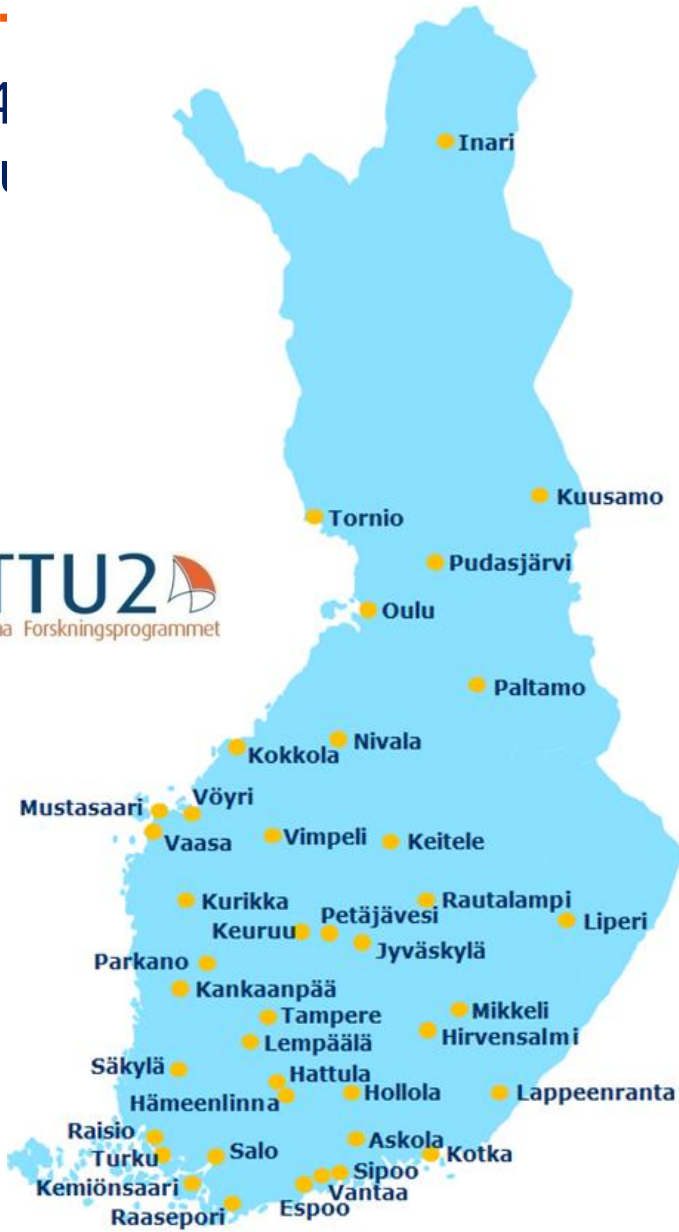 4
Inari
Kuusamo
Tornio
Pudasjärvi
TTU2
Forskningsprogrammet
Oulu
Paltamo
Nivala
Kokkola
Mustasaari
Vöyri
Vaasa
Vimpeli
Keitele
Kurikka
Rautalampi
Petäjävesi
Keuruu
Liperi
Jyväskylä
Parkano
Kankaanpää
Mikkeli
Tampere
Hirvensalmi
Lempäälä
Säkylä
Hattula
Hämeenlinna
Hollola
Lappeenranta
Raisio
Askola
Turku
Salo
Kotka
Sipoo
Kemiönsaari
Vantaa
Espoo
Raasepori